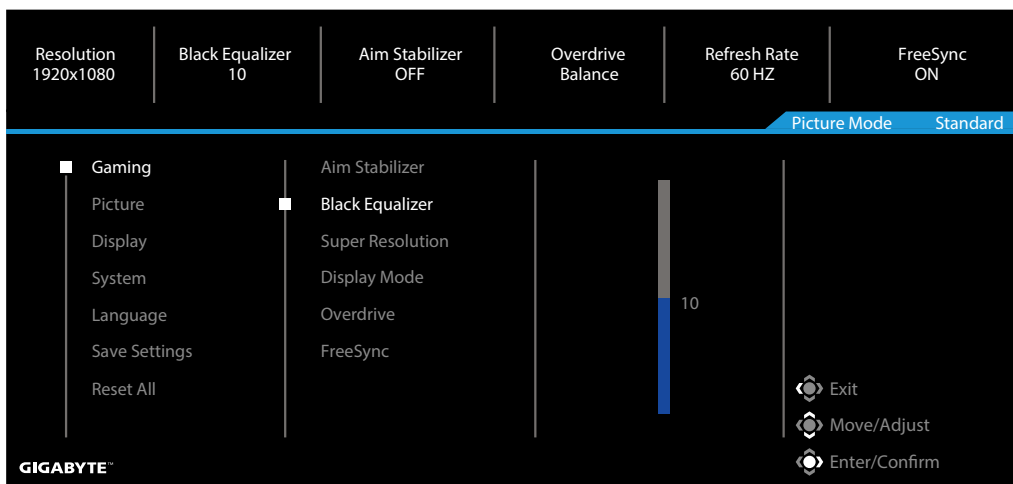 Resolution
1920x1080
Black Equalizer
10
Aim Stabilizer
OFF
Overdrive
Balance
Refresh Rate
60 HZ
FreeSync
ON
Picture Mode Standard
Gaming
Picture
Display
System
Language
Save Settings
Reset All
Aim Stabilizer
Black Equalizer
Super Resolution
Display Mode
Overdrive
FreeSync
10
Exit
Move/Adjust
Enter/Confirm
GIGABYTE™